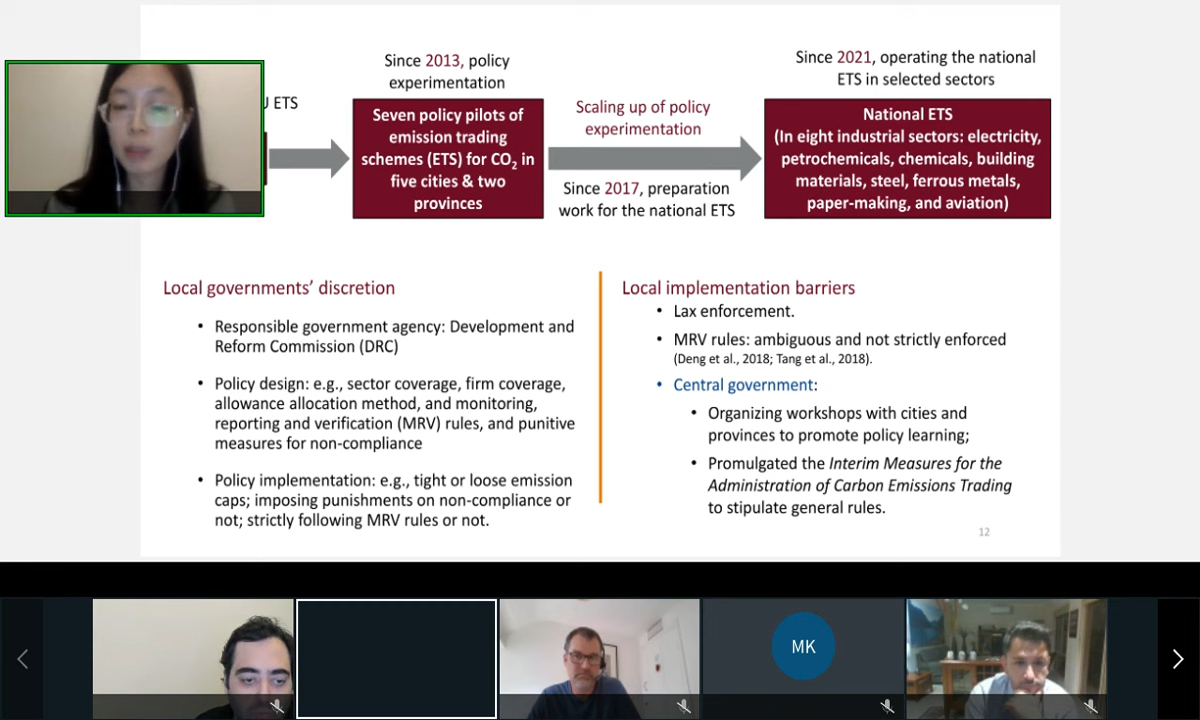 ETS
Since 2013, policy
experimentation
Seven policy pilots of
emission trading
schemes (ETS) for CO₂ in
five cities & two
provinces
Scaling up of policy
experimentation
Since 2017, preparation
work for the national ETS
Since 2021, operating the national
ETS in selected sectors
National ETS
(In eight industrial sectors: electricity,
petrochemicals, chemicals, building
materials, steel, ferrous metals,
paper-making, and aviation)
Local governments’ discretion
• Responsible government agency: Development and
Reform Commission (DRC)
• Policy design: e.g., sector coverage, firm coverage,
allowance allocation method, and monitoring,
reporting and verification (MRV) rules, and punitive
measures for non-compliance
• Policy implementation: e.g., tight or loose emission
caps; imposing punishments on non-compliance or
not; strictly following MRV rules or not.
Local implementation barriers
• Lax enforcement.
• MRV rules: ambiguous and not strictly enforced
(Deng et al., 2018; Tang et al., 2018).
• Central government:
• Organizing workshops with cities and
provinces to promote policy learning;
• Promulgated the Interim Measures for the
Administration of Carbon Emissions Trading
to stipulate general rules.
12
MK